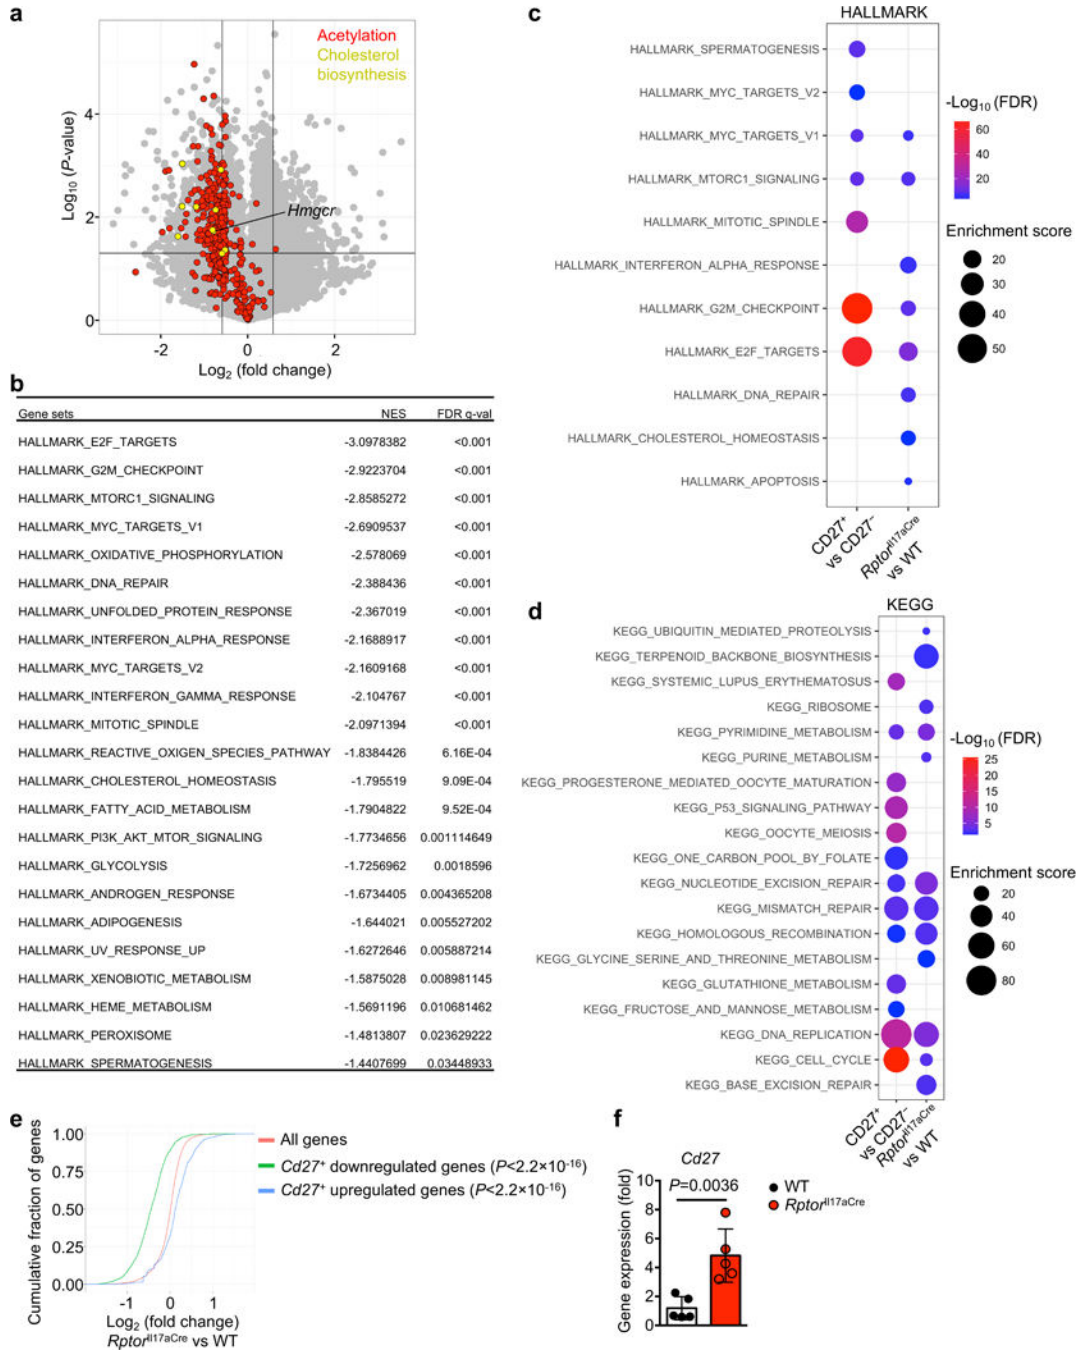 a
Acetylation
Cholesterol
biosynthesis
Log10 (P-value)
4
2
0
Hmgcr
-2 0 2
Log2 (fold change)
b
Gene sets NES FDR q-val
HALLMARK_E2F_TARGETS -3.0978382 <0.001
HALLMARK_G2M_CHECKPOINT -2.9223704 <0.001
HALLMARK_MTORC1_SIGNALING -2.8585272 <0.001
HALLMARK_MYC_TARGETS_V1 -2.6909537 <0.001
HALLMARK_OXIDATIVE_PHOSPHORYLATION -2.578069 <0.001
HALLMARK_DNA_REPAIR -2.388436 <0.001
HALLMARK_UNFOLDED_PROTEIN_RESPONSE -2.367019 <0.001
HALLMARK_INTERFERON_ALPHA_RESPONSE -2.1688917 <0.001
HALLMARK_MYC_TARGETS_V2 -2.1609168 <0.001
HALLMARK_INTERFERON_GAMMA_RESPONSE -2.104767 <0.001
HALLMARK_MITOTIC_SPINDLE -2.0971394 <0.001
HALLMARK_REACTIVE_OXIGEN_SPECIES_PATHWAY -1.8384426 6.16E-04
HALLMARK_CHOLESTEROL_HOMEOSTASIS -1.795519 9.09E-04
HALLMARK_FATTY_ACID_METABOLISM -1.7904822 9.52E-04
HALLMARK_PI3K_AKT_MTOR_SIGNALING -1.7734656 0.001114649
HALLMARK_GLYCOLYSIS -1.7256962 0.0018596
HALLMARK_ANDROGEN_RESPONSE -1.6734405 0.004365208
HALLMARK_ADIPOGENESIS -1.644021 0.005527202
HALLMARK_UV_RESPONSE_UP -1.6272646 0.005887214
HALLMARK_XENOBIOTIC_METABOLISM -1.5875028 0.008981145
HALLMARK_HEME_METABOLISM -1.5691196 0.010681462
HALLMARK_PEROXISOME -1.4813807 0.023629222
HALLMARK_SPERMATOGENESIS -1.4407699 0.03448933
c
HALLMARK
HALLMARK_SPERMATOGENESIS
HALLMARK_MYC_TARGETS_V2
HALLMARK_MYC_TARGETS_V1
HALLMARK_MTORC1_SIGNALING
HALLMARK_MITOTIC_SPINDLE
HALLMARK_INTERFERON_ALPHA_RESPONSE
HALLMARK_G2M_CHECKPOINT
HALLMARK_E2F_TARGETS
HALLMARK_DNA_REPAIR
HALLMARK_CHOLESTEROL_HOMEOSTASIS
HALLMARK_APOPTOSIS
CD27+
vs CD27−
RptorIl17aCre
vs WT
-Log10 (FDR)
60
40
20
Enrichment score
20
30
40
50
d
KEGG
KEGG_UBIQUITIN_MEDIATED_PROTEOLYSIS
KEGG_TERPENOID_BACKBONE_BIOSYNTHESIS
KEGG_SYSTEMIC_LUPUS_ERYTHEMATOSUS
KEGG_RIBOSOME
KEGG_PYRIMIDINE_METABOLISM
KEGG_PURINE_METABOLISM
KEGG_PROGESTERONE_MEDIATED_OOCYTE_MATURATION
KEGG_P53_SIGNALING_PATHWAY
KEGG_OOCYTE_MEIOSIS
KEGG_ONE_CARBON_POOL_BY_FOLATE
KEGG_NUCLEOTIDE_EXCISION_REPAIR
KEGG_MISMATCH_REPAIR
KEGG_HOMOLOGOUS_RECOMBINATION
KEGG_GLYCINE_SERINE_AND_THREONINE_METABOLISM
KEGG_GLUTATHIONE_METABOLISM
KEGG_FRUCTOSE_AND_MANNOSE_METABOLISM
KEGG_DNA_REPLICATION
KEGG_CELL_CYCLE
KEGG_BASE_EXCISION_REPAIR
CD27+
vs CD27−
RptorIl17aCre
vs WT
-Log10 (FDR)
25
20
15
10
5
Enrichment score
20
40
60
80
e
Cumulative fraction of genes
1.00
0.75
0.50
0.25
0.00
-1 0 1
Log2 (fold change)
RptorIl17aCre vs WT
All genes
Cd27+ downregulated genes (P<2.2×10-16)
Cd27+ upregulated genes (P<2.2×10-16)
f
Cd27
P=0.0036
Gene expression (fold)
10
8
6
4
2
0
WT
RptorIl17aCre